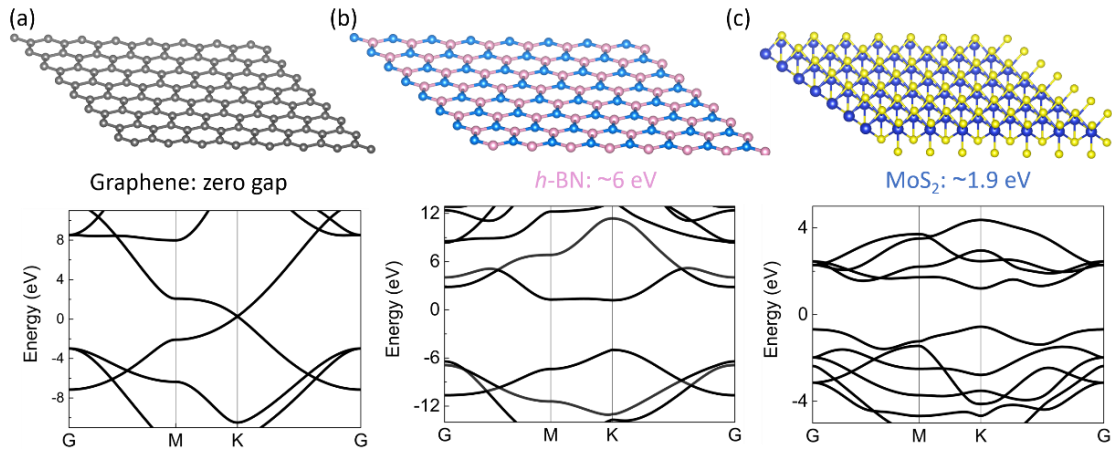 (a)
(b)
(c)
Graphene: zero gap
h-BN: ~6 eV
MoS₂: ~1.9 eV
Energy (eV)
8
4
0
-4
-8
G M K G
Energy (eV)
12
6
0
-6
-12
G M K G
Energy (eV)
4
0
-4
G M K G